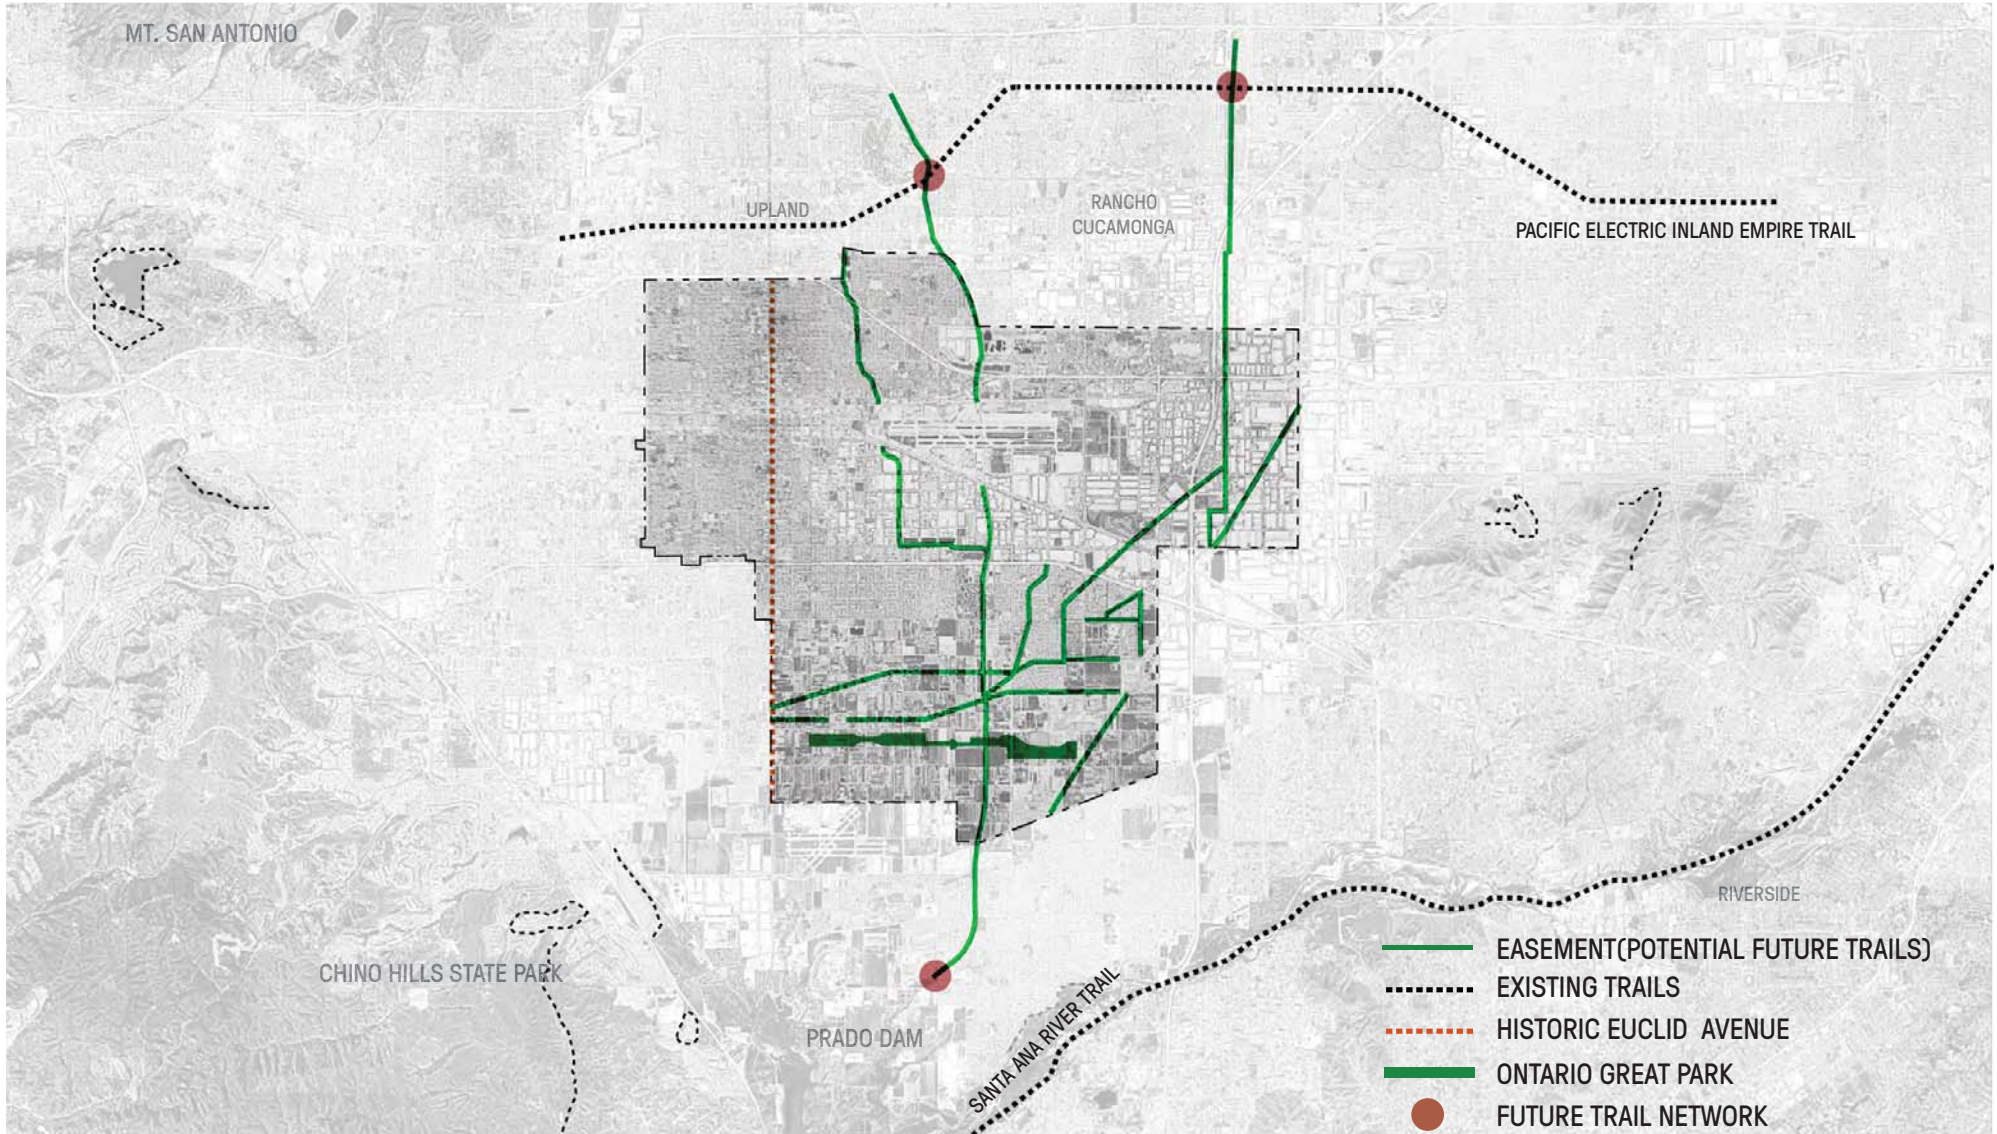 MT. SAN ANTONIO
UPLAND
RANCHO
CUCAMONGA
PACIFIC ELECTRIC INLAND EMPIRE TRAIL
RIVERSIDE
CHINO HILLS STATE PARK
PRADO DAM
SANTA ANA RIVER TRAIL
EASEMENT(POTENTIAL FUTURE TRAILS)
EXISTING TRAILS
HISTORIC EUCLID AVENUE
ONTARIO GREAT PARK
FUTURE TRAIL NETWORK